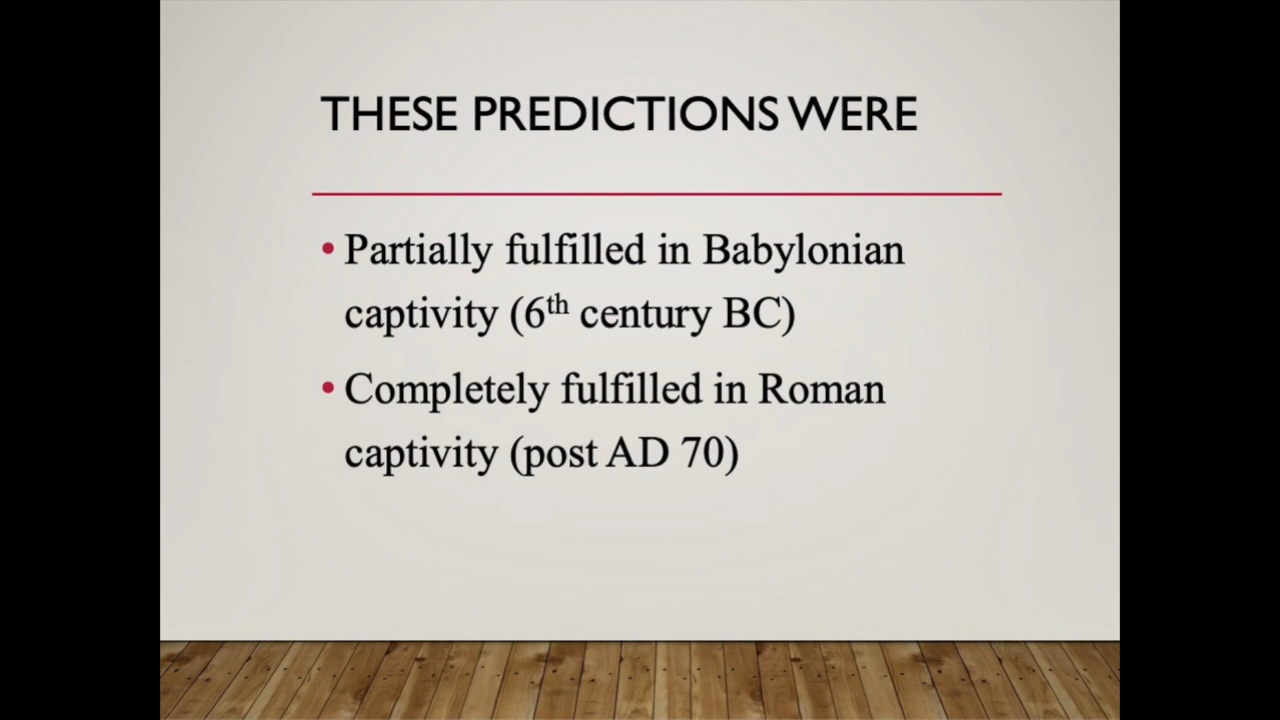 THESE PREDICTIONS WERE
• Partially fulfilled in Babylonian
captivity (6th century BC)
• Completely fulfilled in Roman
captivity (post AD 70)